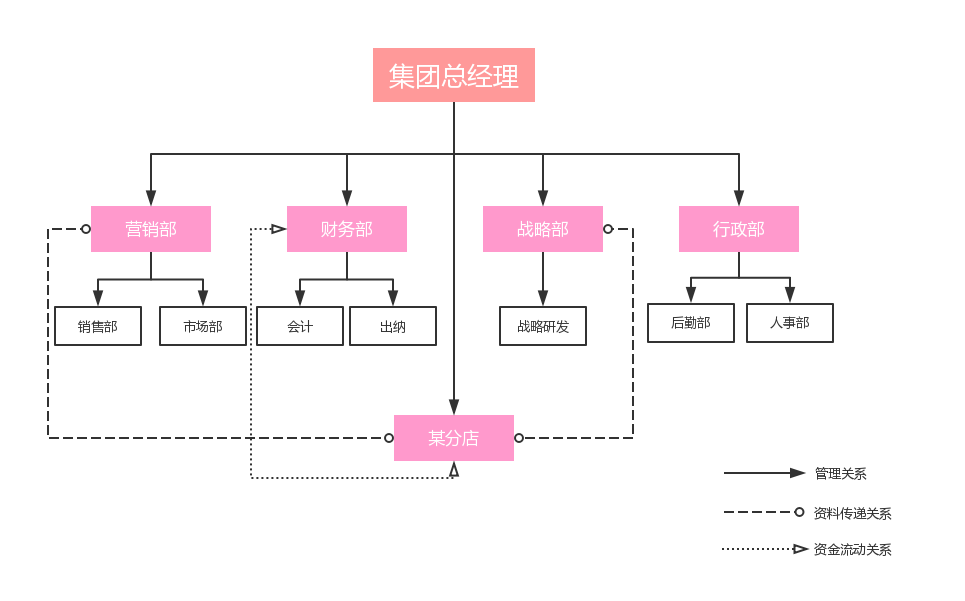 集团总经理
营销部
财务部
战略部
行政部
销售部
市场部
会计
出纳
战略研发
后勤部
人事部
某分店
管理关系
资料传递关系
资金流动关系